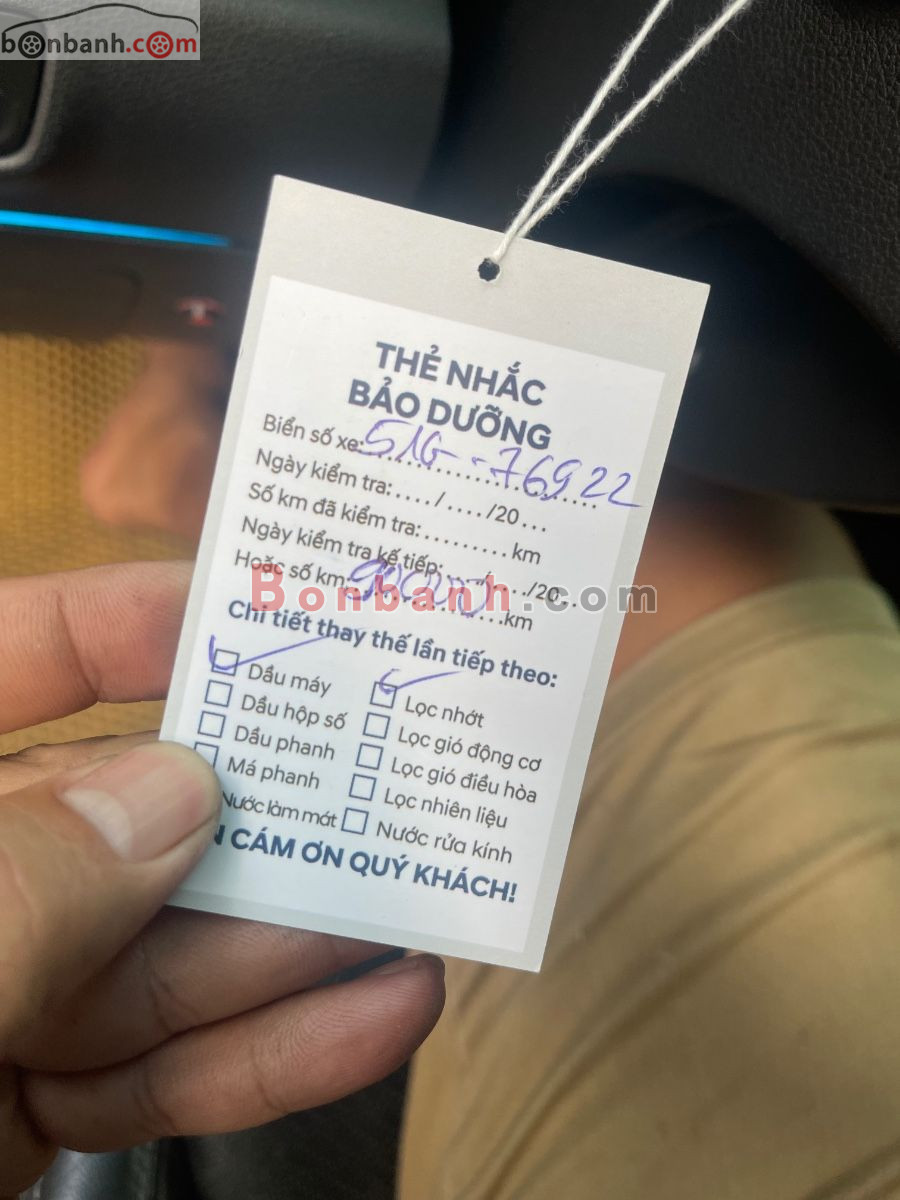 bonbanh.com
THẺ NHẮC
BẢO DƯỠNG
Biển số xe: 51G - 76922
Ngày kiểm tra: ..../...../20...
Số km đã kiểm tra: ......... km
Ngày kiểm tra kế tiếp: /..../20...
Hoặc số km: km
Bonbanh.com
Chi tiết thay thế lần tiếp theo:
Dầu máy
Lọc nhớt
Dầu hộp số
Lọc gió động cơ
Dầu phanh
Lọc gió điều hòa
Má phanh
Lọc nhiên liệu
Nước làm mát
Nước rửa kính
N CÁM ƠN QUÝ KHÁCH!